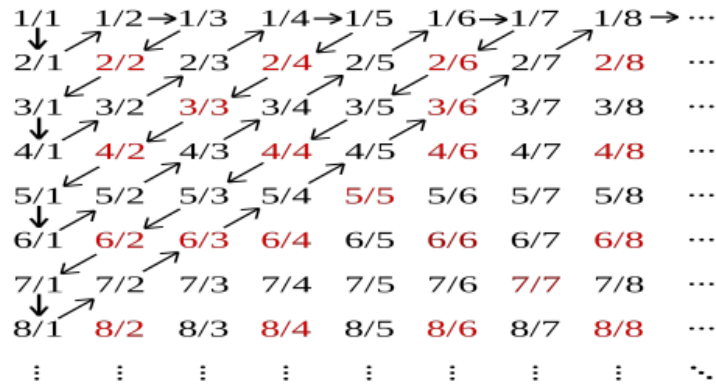 1/1 1/2 1/3 1/4 1/5 1/6 1/7 1/8 ⋯
2/1 2/2 2/3 2/4 2/5 2/6 2/7 2/8 ⋯
3/1 3/2 3/3 3/4 3/5 3/6 3/7 3/8 ⋯
4/1 4/2 4/3 4/4 4/5 4/6 4/7 4/8 ⋯
5/1 5/2 5/3 5/4 5/5 5/6 5/7 5/8 ⋯
6/1 6/2 6/3 6/4 6/5 6/6 6/7 6/8 ⋯
7/1 7/2 7/3 7/4 7/5 7/6 7/7 7/8 ⋯
8/1 8/2 8/3 8/4 8/5 8/6 8/7 8/8 ⋯
⋮ ⋮ ⋮ ⋮ ⋮ ⋮ ⋮ ⋮ ⋱